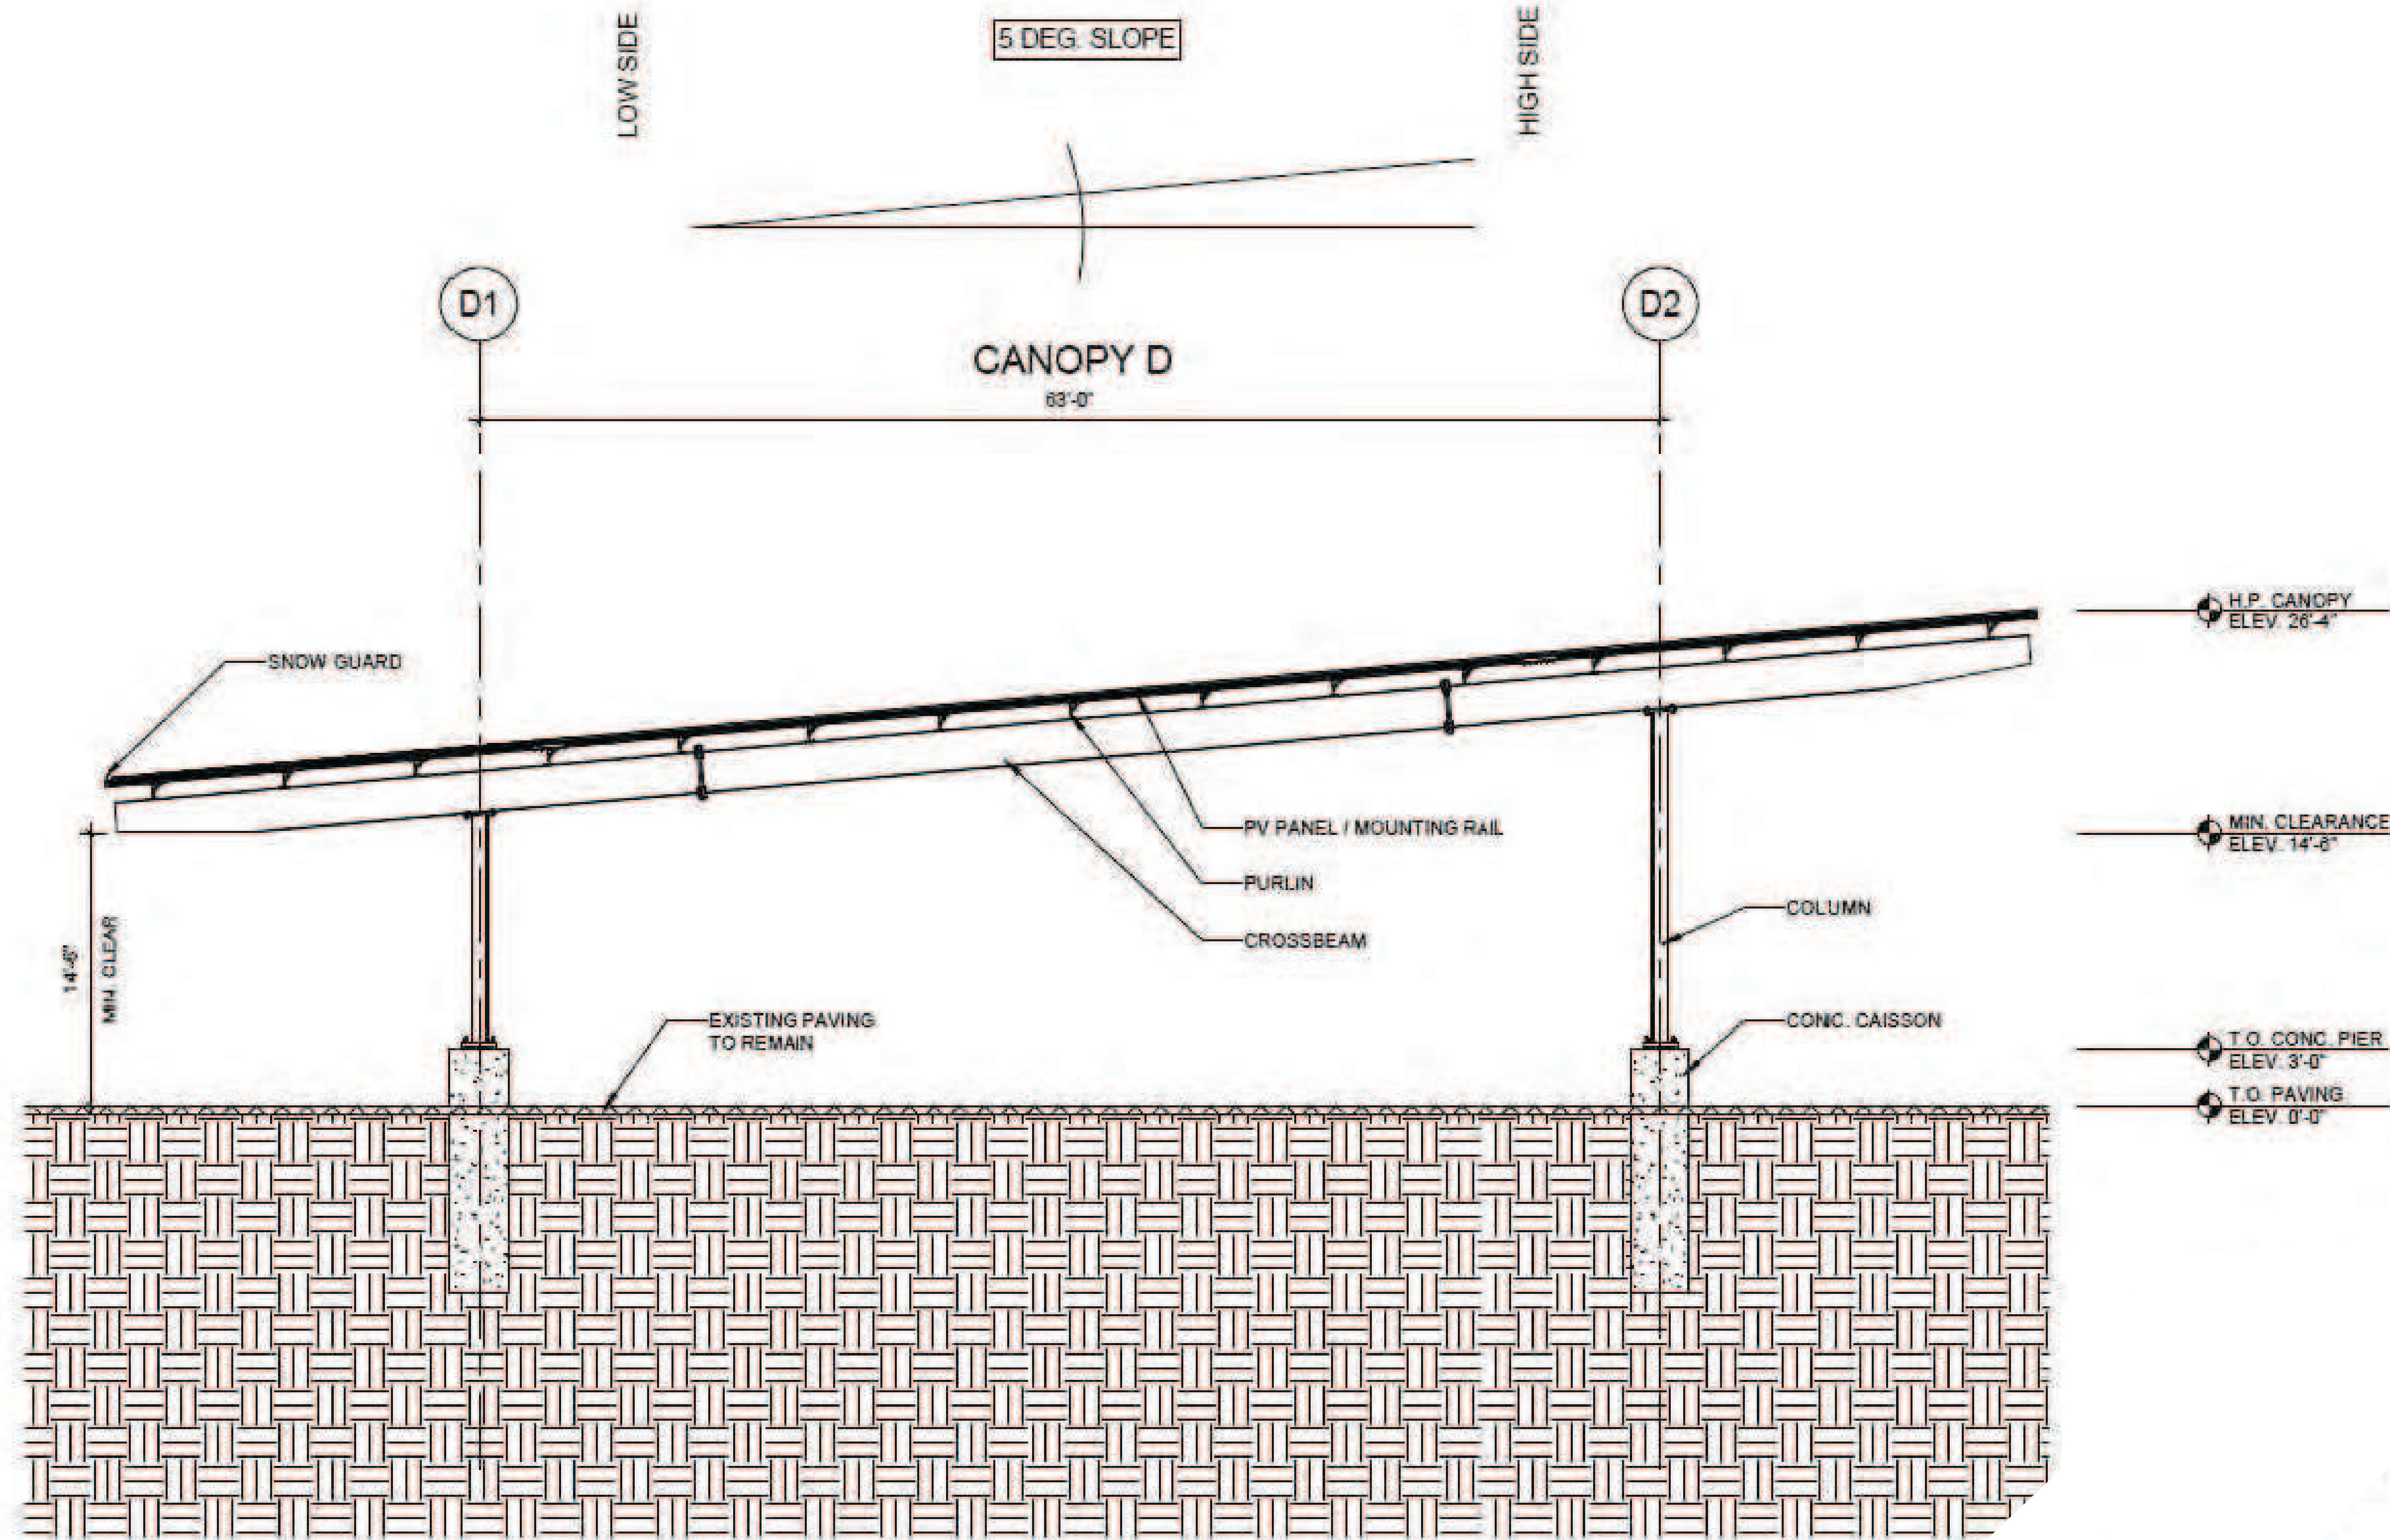 LOW SIDE
5 DEG. SLOPE
HIGH SIDE
D1
D2
CANOPY D
63'-0"
H.P. CANOPY
ELEV. 26'-4"
SNOW GUARD
MIN. CLEARANCE
ELEV. 14'-6"
PV PANEL / MOUNTING RAIL
PURLIN
COLUMN
CROSSBEAM
14'-6"
MIN. CLEAR
EXISTING PAVING
TO REMAIN
CONC. CAISSON
T.O. CONC. PIER
ELEV. 3'-0"
T.O. PAVING
ELEV. 0'-0"